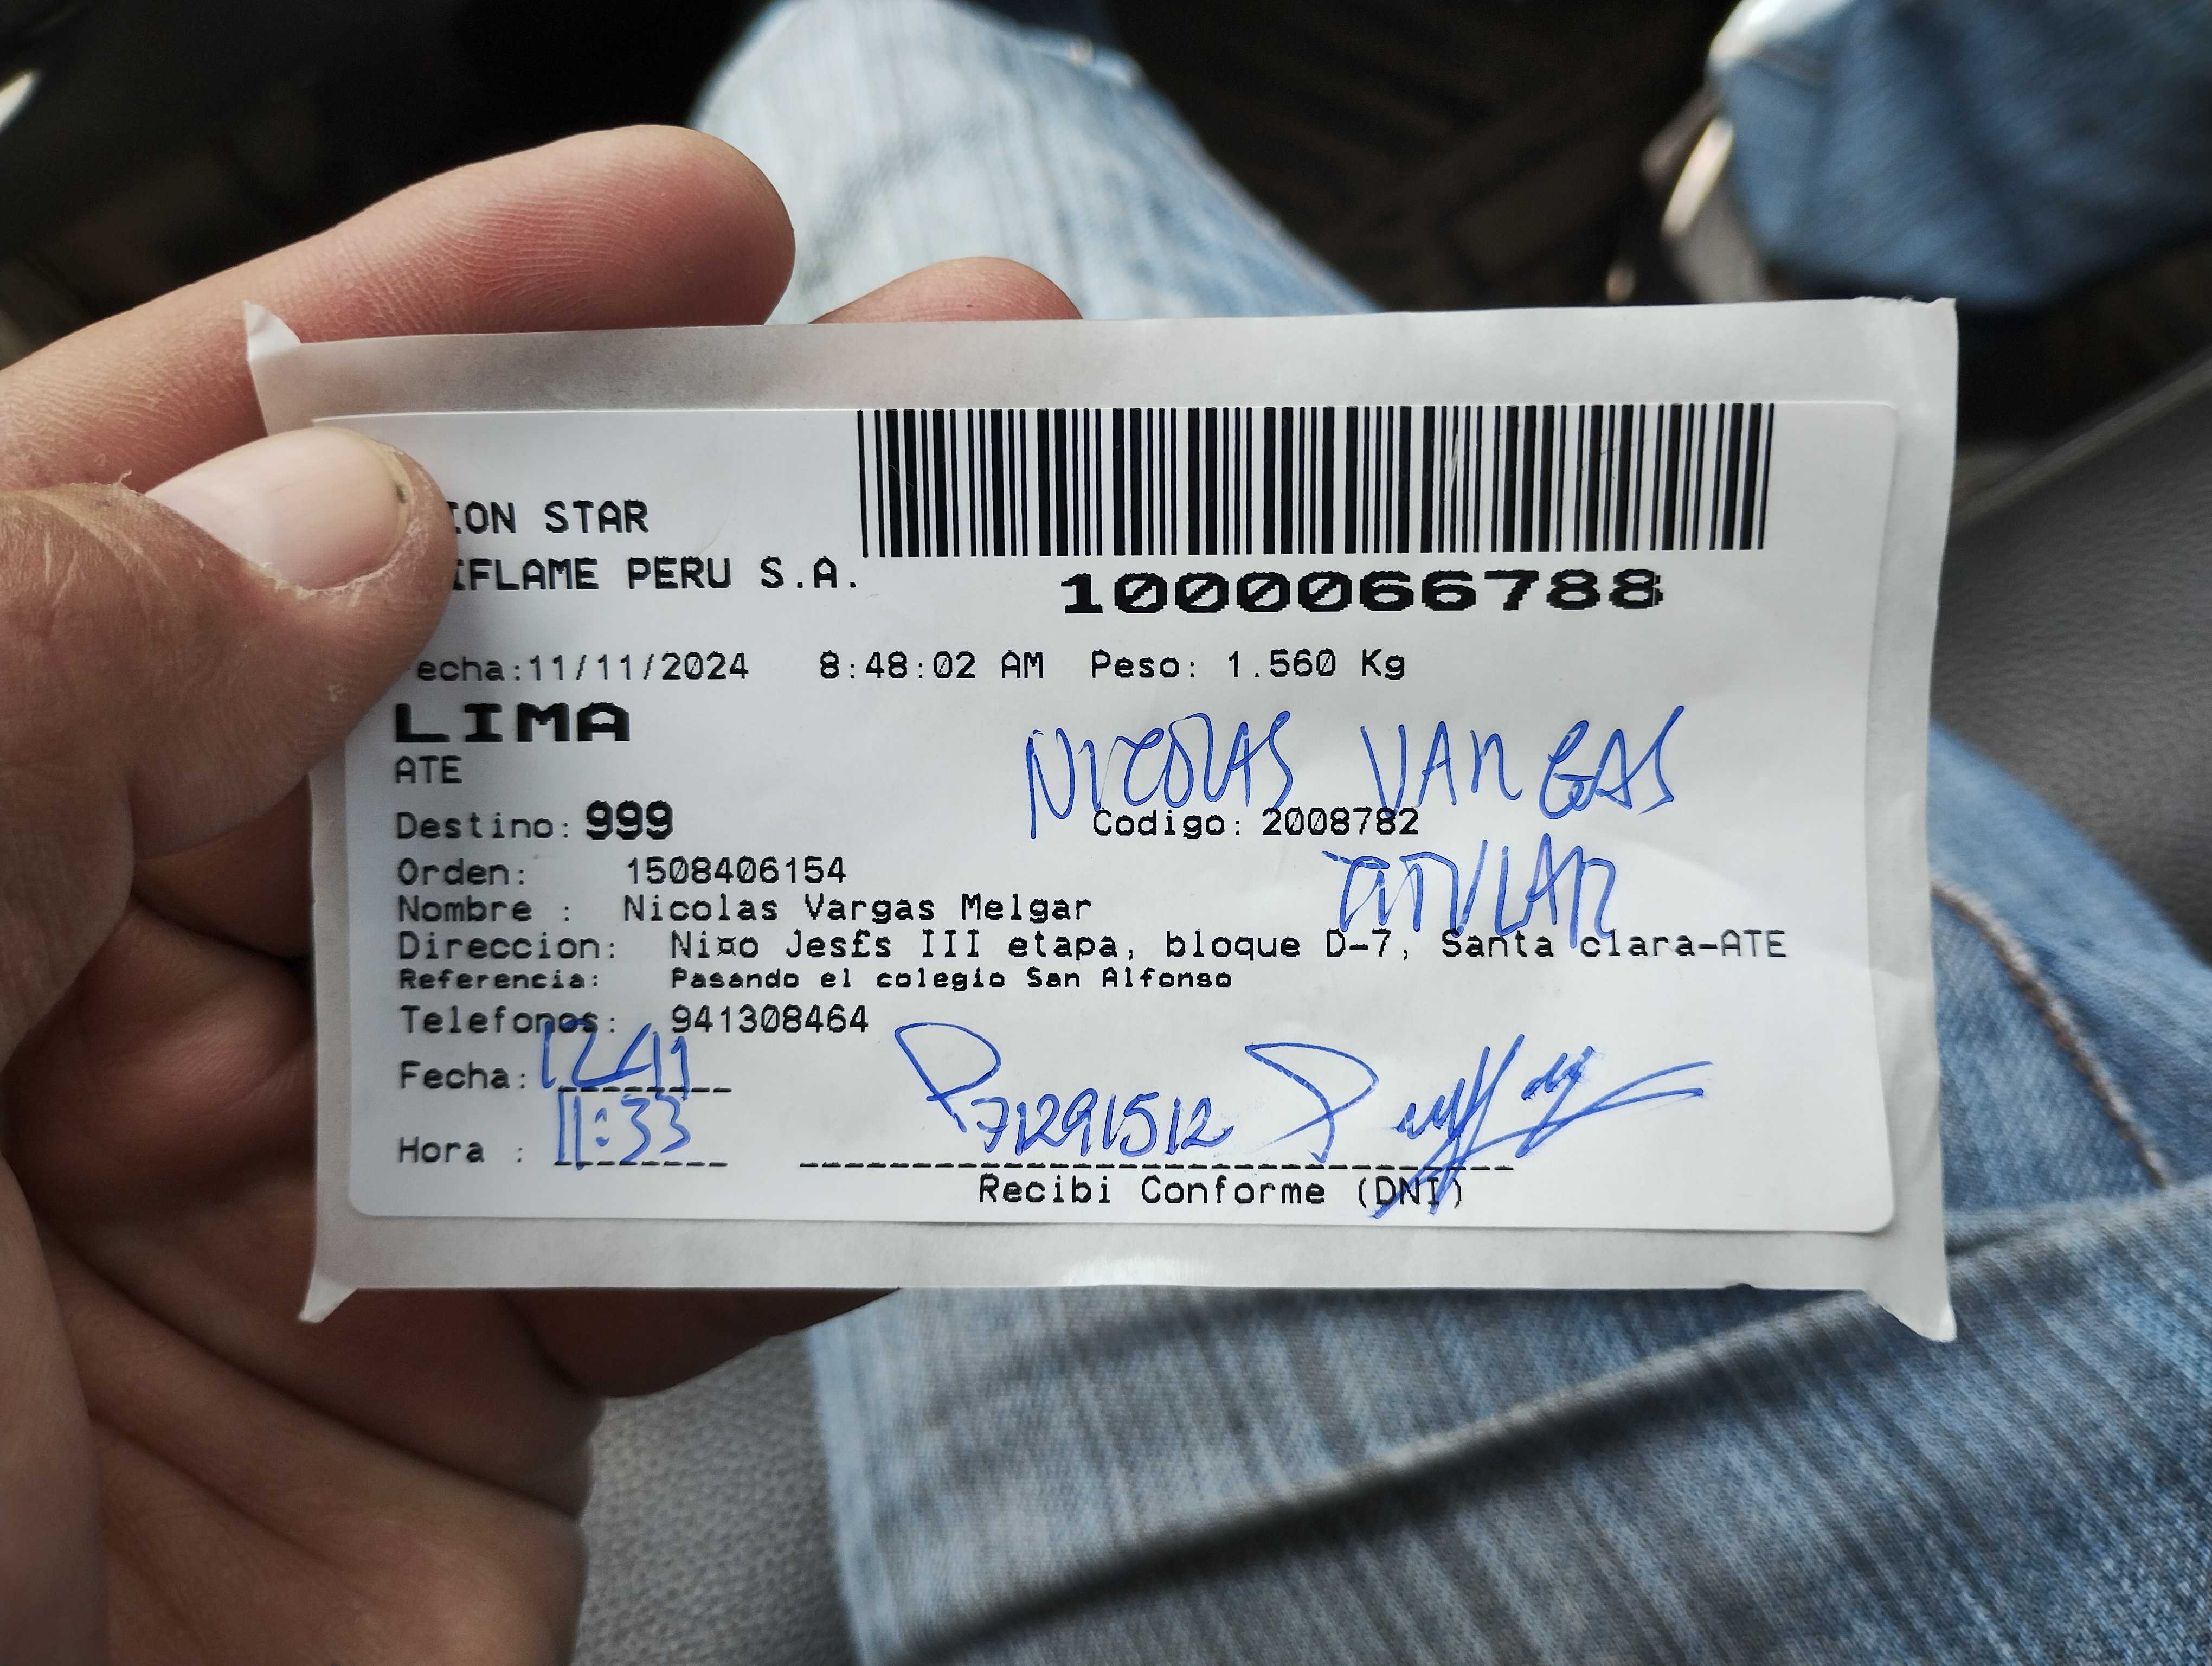 ION STAR
IFLAME PERU S.A.
1000066788
echa:11/11/2024 8:48:02 AM Peso: 1.560 Kg
LIMA
ATE
NICOLAS VARGAS
Destino: 999 Codigo: 2008782
TITULAR
Orden: 1508406154
Nombre : Nicolas Vargas Melgar
Direccion: Ni¤o Jes£s III etapa, bloque D-7, Santa clara-ATE
Referencia: Pasando el colegio San Alfonso
Telefonos: 941308464
Fecha: 12/11
Hora : 11:33 71291512
Recibi Conforme (DNI)